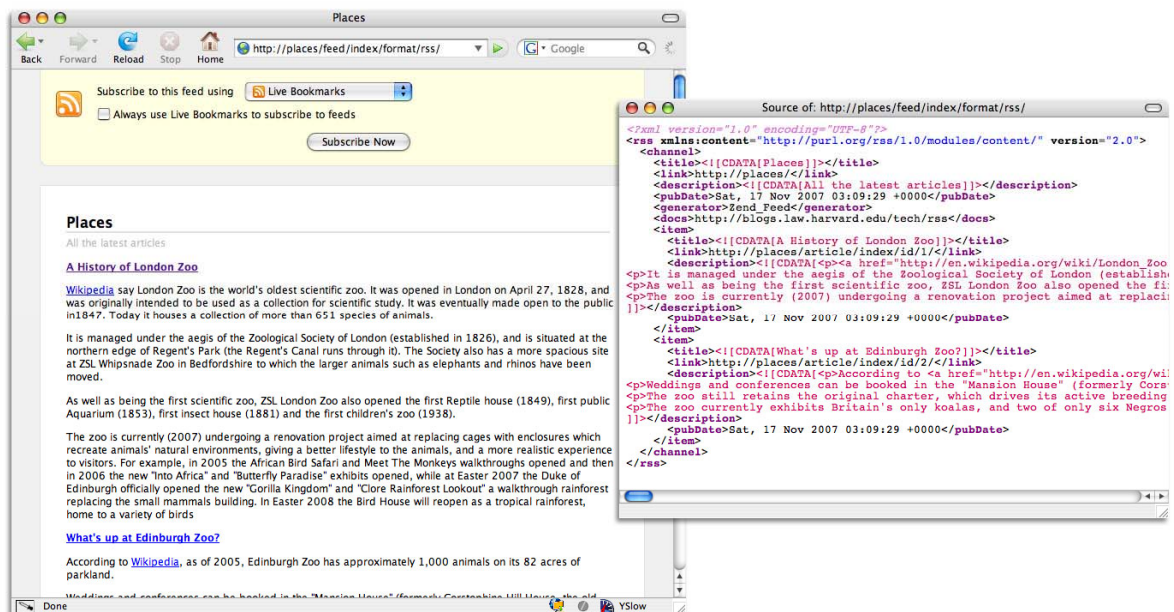 Places
Back Forward Reload Stop Home
http://places/feed/index/format/rss/
G Google
Subscribe to this feed using Live Bookmarks
Always use Live Bookmarks to subscribe to feeds
Subscribe Now
Places
All the latest articles
A History of London Zoo
Wikipedia say London Zoo is the world's oldest scientific zoo. It was opened in London on April 27, 1828, and
was originally intended to be used as a collection for scientific study. It was eventually made open to the public
in1847. Today it houses a collection of more than 651 species of animals.
It is managed under the aegis of the Zoological Society of London (established in 1826), and is situated at the
northern edge of Regent's Park (the Regent's Canal runs through it). The Society also has a more spacious site
at ZSL Whipsnade Zoo in Bedfordshire to which the larger animals such as elephants and rhinos have been
moved.
As well as being the first scientific zoo, ZSL London Zoo also opened the first Reptile house (1849), first public
Aquarium (1853), first insect house (1881) and the first children's zoo (1938).
The zoo is currently (2007) undergoing a renovation project aimed at replacing cages with enclosures which
recreate animals' natural environments, giving a better lifestyle to the animals, and a more realistic experience
to visitors. For example, in 2005 the African Bird Safari and Meet The Monkeys walkthroughs opened and then
in 2006 the new "Into Africa" and "Butterfly Paradise" exhibits opened, while at Easter 2007 the Duke of
Edinburgh officially opened the new "Gorilla Kingdom" and "Clore Rainforest Lookout" a walkthrough rainforest
replacing the small mammals building. In Easter 2008 the Bird House will reopen as a tropical rainforest,
home to a variety of birds
What's up at Edinburgh Zoo?
According to Wikipedia, as of 2005, Edinburgh Zoo has approximately 1,000 animals on its 82 acres of
parkland.
Weddings and conferences can be booked in the "Mansion House" (formerly Corstophine Hill House, the old
Done
YSlow
Source of: http://places/feed/index/format/rss/
<?xml version="1.0" encoding="UTF-8"?>
<rss xmlns:content="http://purl.org/rss/1.0/modules/content/" version="2.0">
<channel>
<title><![CDATA[Places]]></title>
<link>http://places/</link>
<description><![CDATA[All the latest articles]]></description>
<pubDate>Sat, 17 Nov 2007 03:09:29 +0000</pubDate>
<generator>Zend_Feed</generator>
<docs>http://blogs.law.harvard.edu/tech/rss</docs>
<item>
<title><![CDATA[A History of London Zoo]]></title>
<link>http://places/article/index/id/1/</link>
<description><![CDATA[<p><a href="http://en.wikipedia.org/wiki/London_Zoo
<p>It is managed under the aegis of the Zoological Society of London (establish
<p>As well as being the first scientific zoo, ZSL London Zoo also opened the fi
<p>The zoo is currently (2007) undergoing a renovation project aimed at replaci
]]></description>
<pubDate>Sat, 17 Nov 2007 03:09:29 +0000</pubDate>
</item>
<item>
<title><![CDATA[What's up at Edinburgh Zoo?]]></title>
<link>http://places/article/index/id/2/</link>
<description><![CDATA[<p>According to <a href="http://en.wikipedia.org/wi
<p>Weddings and conferences can be booked in the "Mansion House" (formerly Cors
<p>The zoo still retains the original charter, which drives its active breeding
<p>The zoo currently exhibits Britain's only koalas, and two of only six Negros
]]></description>
<pubDate>Sat, 17 Nov 2007 03:09:29 +0000</pubDate>
</item>
</channel>
</rss>